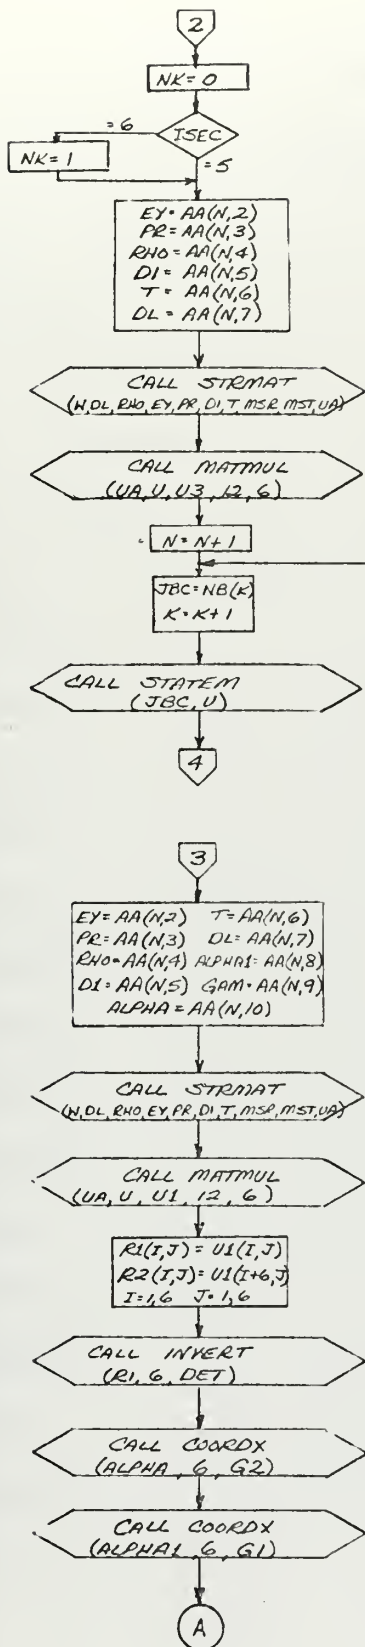 2
NK=0
=6
ISEC
NK=1
=5
EY=AA(N,2)
PR=AA(N,3)
RHO=AA(N,4)
D1=AA(N,5)
T=AA(N,6)
DL=AA(N,7)
CALL STRMAT
(W,DL,RHO,EY,PR,D1,T,MSR,MST,UA)
CALL MATMUL
(UA,U,U3,12,6)
N=N+1
JBC=NB(K)
K=K+1
CALL STATEM
(JBC,U)
4
3
EY=AA(N,2) T=AA(N,6)
PR=AA(N,3) DL=AA(N,7)
RHO=AA(N,4) ALPHA1=AA(N,8)
D1=AA(N,5) GAM=AA(N,9)
ALPHA=AA(N,10)
CALL STRMAT
(W,DL,RHO,EY,PR,D1,T,MSR,MST,UA)
CALL MATMUL
(UA,U,U1,12,6)
R1(I,J)=U1(I,J)
R2(I,J)=U1(I+6,J)
I=1,6 J=1,6
CALL INVERT
(R1,6,DET)
CALL COORDX
(ALPHA,6,G2)
CALL COORDX
(ALPHA1,6,G1)
A